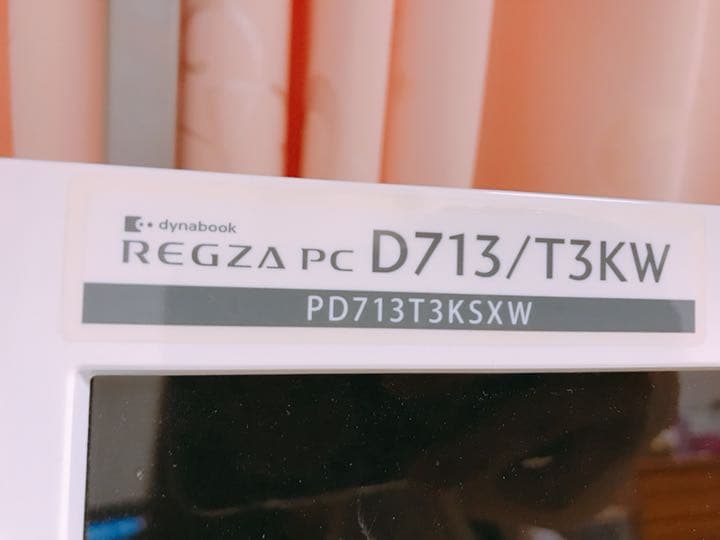 dynabook
REGZA PC D713/T3KW
PD713T3KSXW